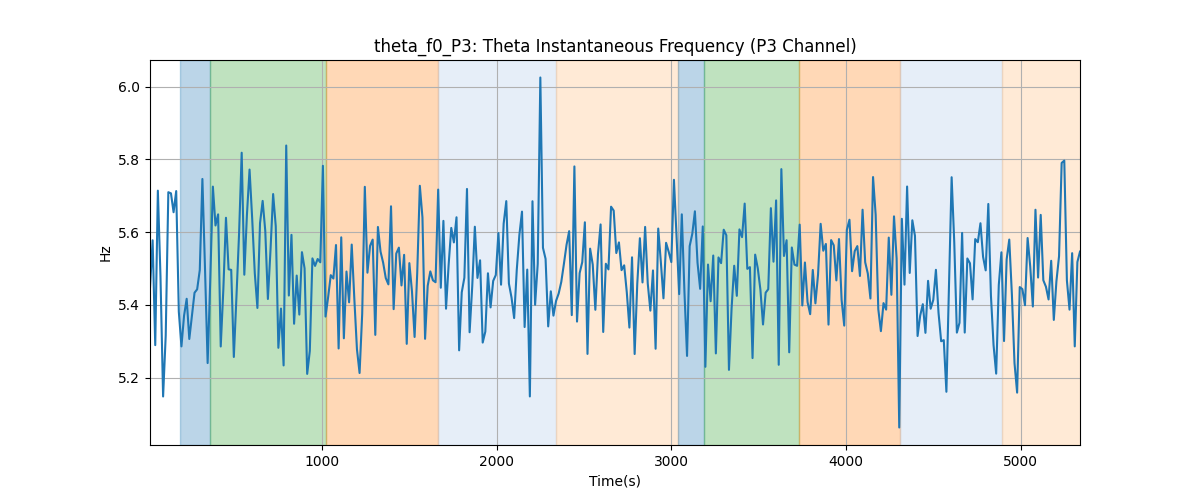 theta_f0_P3: Theta Instantaneous Frequency (P3 Channel)
6.0
5.8
5.6
5.4
5.2
Hz
1000 2000 3000 4000 5000
Time(s)